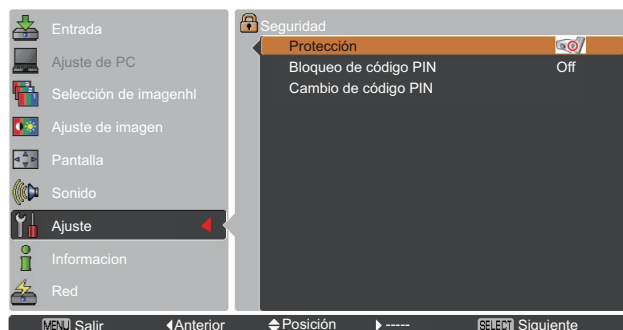 Entrada
Ajuste de PC
Selección de imagenhl
Ajuste de imagen
Pantalla
Sonido
Ajuste
Informacion
Red
Seguridad
Protección
Bloqueo de código PIN Off
Cambio de código PIN
MENU Salir Anterior Posición ----- SELECT Siguiente